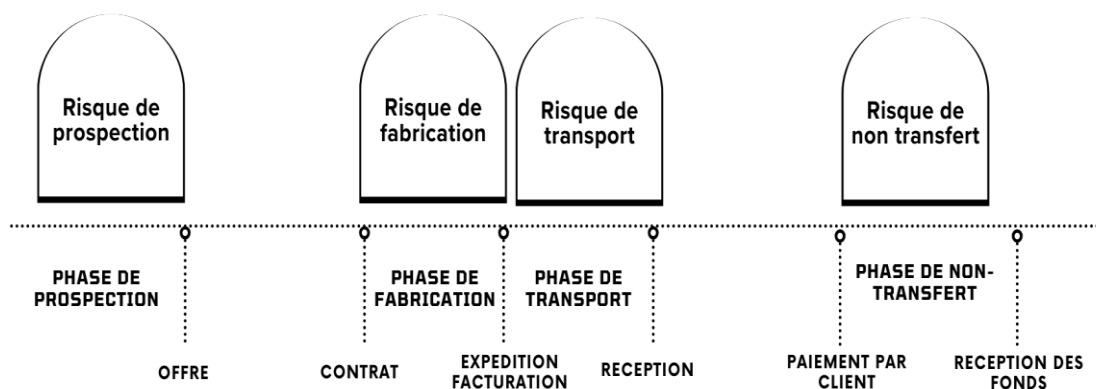 Risque de
prospection
Risque de
fabrication
Risque de
transport
Risque de
non transfert
PHASE DE
PROSPECTION
PHASE DE
FABRICATION
PHASE DE
TRANSPORT
PHASE DE NON-
TRANSFERT
OFFRE
CONTRAT
EXPEDITION
FACTURATION
RECEPTION
PAIEMENT PAR
CLIENT
RECEPTION DES
FONDS